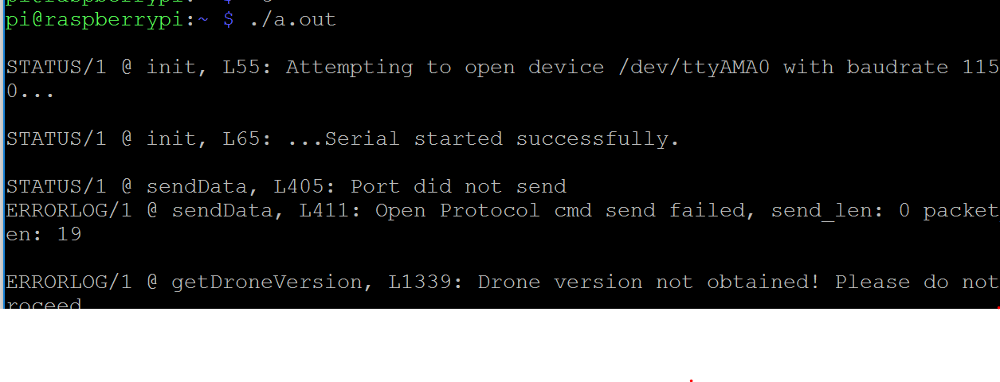 pi@raspberrypi:~ $ ./a.out
STATUS/1 @ init, L55: Attempting to open device /dev/ttyAMA0 with baudrate 115
0...
STATUS/1 @ init, L65: ...Serial started successfully.
STATUS/1 @ sendData, L405: Port did not send
ERRORLOG/1 @ sendData, L411: Open Protocol cmd send failed, send_len: 0 packet
en: 19
ERRORLOG/1 @ getDroneVersion, L1339: Drone version not obtained! Please do not
roceed